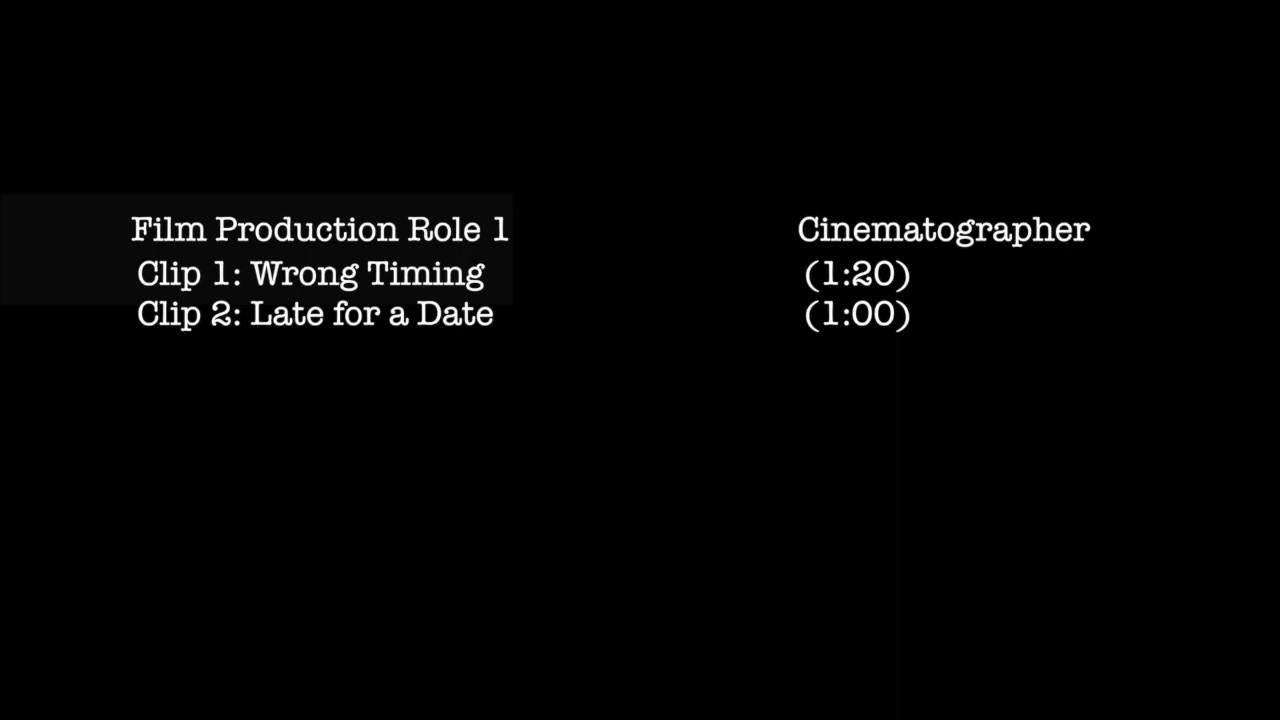 Film Production Role 1 Cinematographer
Clip 1: Wrong Timing (1:20)
Clip 2: Late for a Date (1:00)